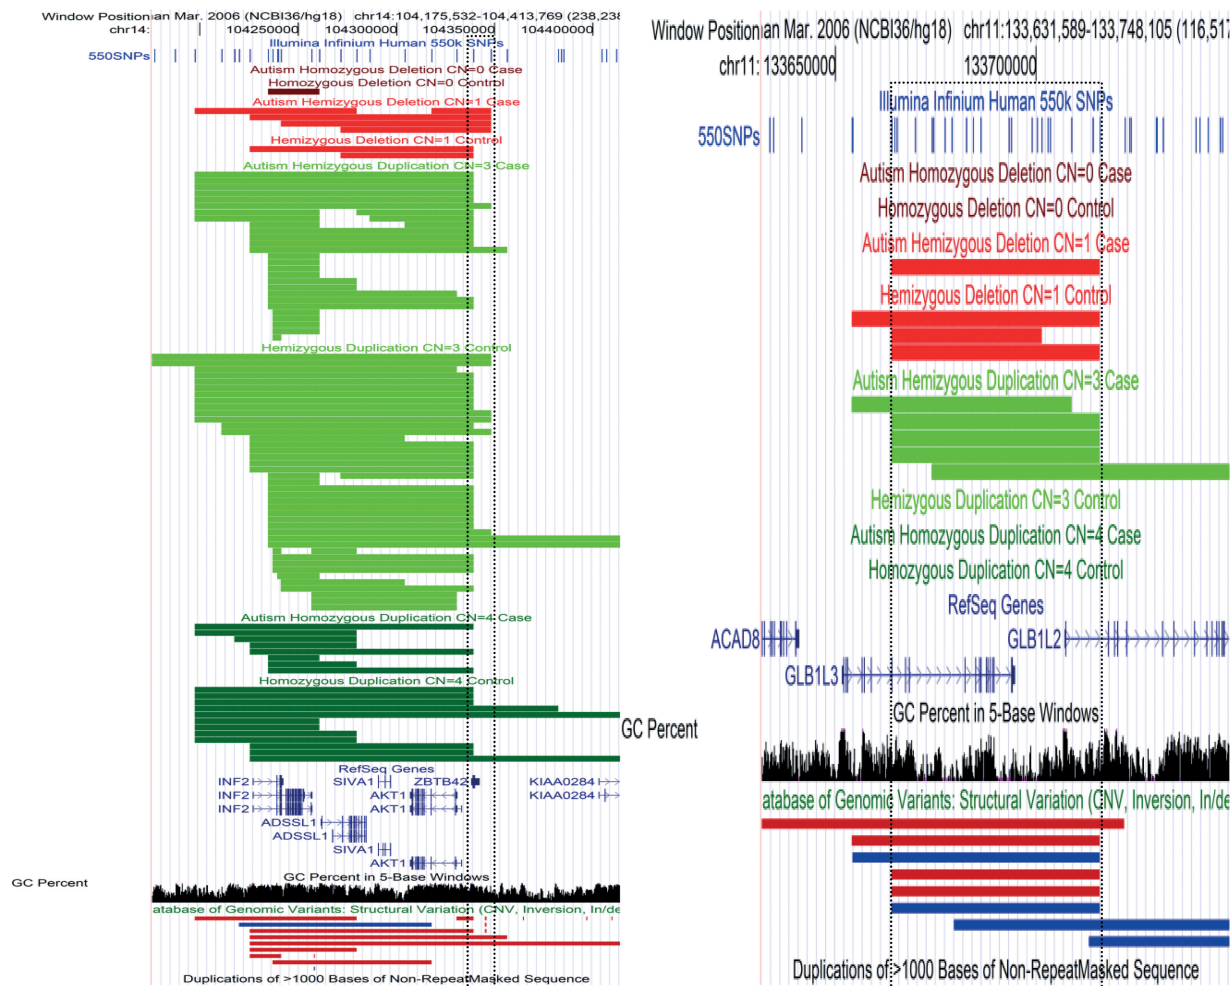 Window Position an Mar. 2006 (NCBI36/hg18) chr14:104,175,532-104,413,769 (238,238
chr14: 104250000 104300000 104350000 104400000
Illumina Infinium Human 550k SNPs
550SNPs
Autism Homozygous Deletion CN=0 Case
Homozygous Deletion CN=0 Control
Autism Hemizygous Deletion CN=1 Case
Hemizygous Deletion CN=1 Control
Autism Hemizygous Duplication CN=3 Case
Hemizygous Duplication CN=3 Control
Autism Homozygous Duplication CN=4 Case
Homozygous Duplication CN=4 Control
RefSeq Genes
INF2 SIVA1 ZBTB42 KIAA0284
INF2 AKT1 KIAA0284
INF2 AKT1
ADSSL1
ADSSL1
SIVA1
AKT1
GC Percent in 5-Base Windows
GC Percent
atabase of Genomic Variants: Structural Variation (CNV, Inversion, In/de
Duplications of >1000 Bases of Non-RepeatMasked Sequence
Window Position an Mar. 2006 (NCBI36/hg18) chr11:133,631,589-133,748,105 (116,517
chr11: 133650000 133700000
Illumina Infinium Human 550k SNPs
550SNPs
Autism Homozygous Deletion CN=0 Case
Homozygous Deletion CN=0 Control
Autism Hemizygous Deletion CN=1 Case
Hemizygous Deletion CN=1 Control
Autism Hemizygous Duplication CN=3 Case
Hemizygous Duplication CN=3 Control
Autism Homozygous Duplication CN=4 Case
Homozygous Duplication CN=4 Control
RefSeq Genes
ACAD8 GLB1L2
GLB1L3
GC Percent in 5-Base Windows
GC Percent
atabase of Genomic Variants: Structural Variation (CNV, Inversion, In/de
Duplications of >1000 Bases of Non-RepeatMasked Sequence